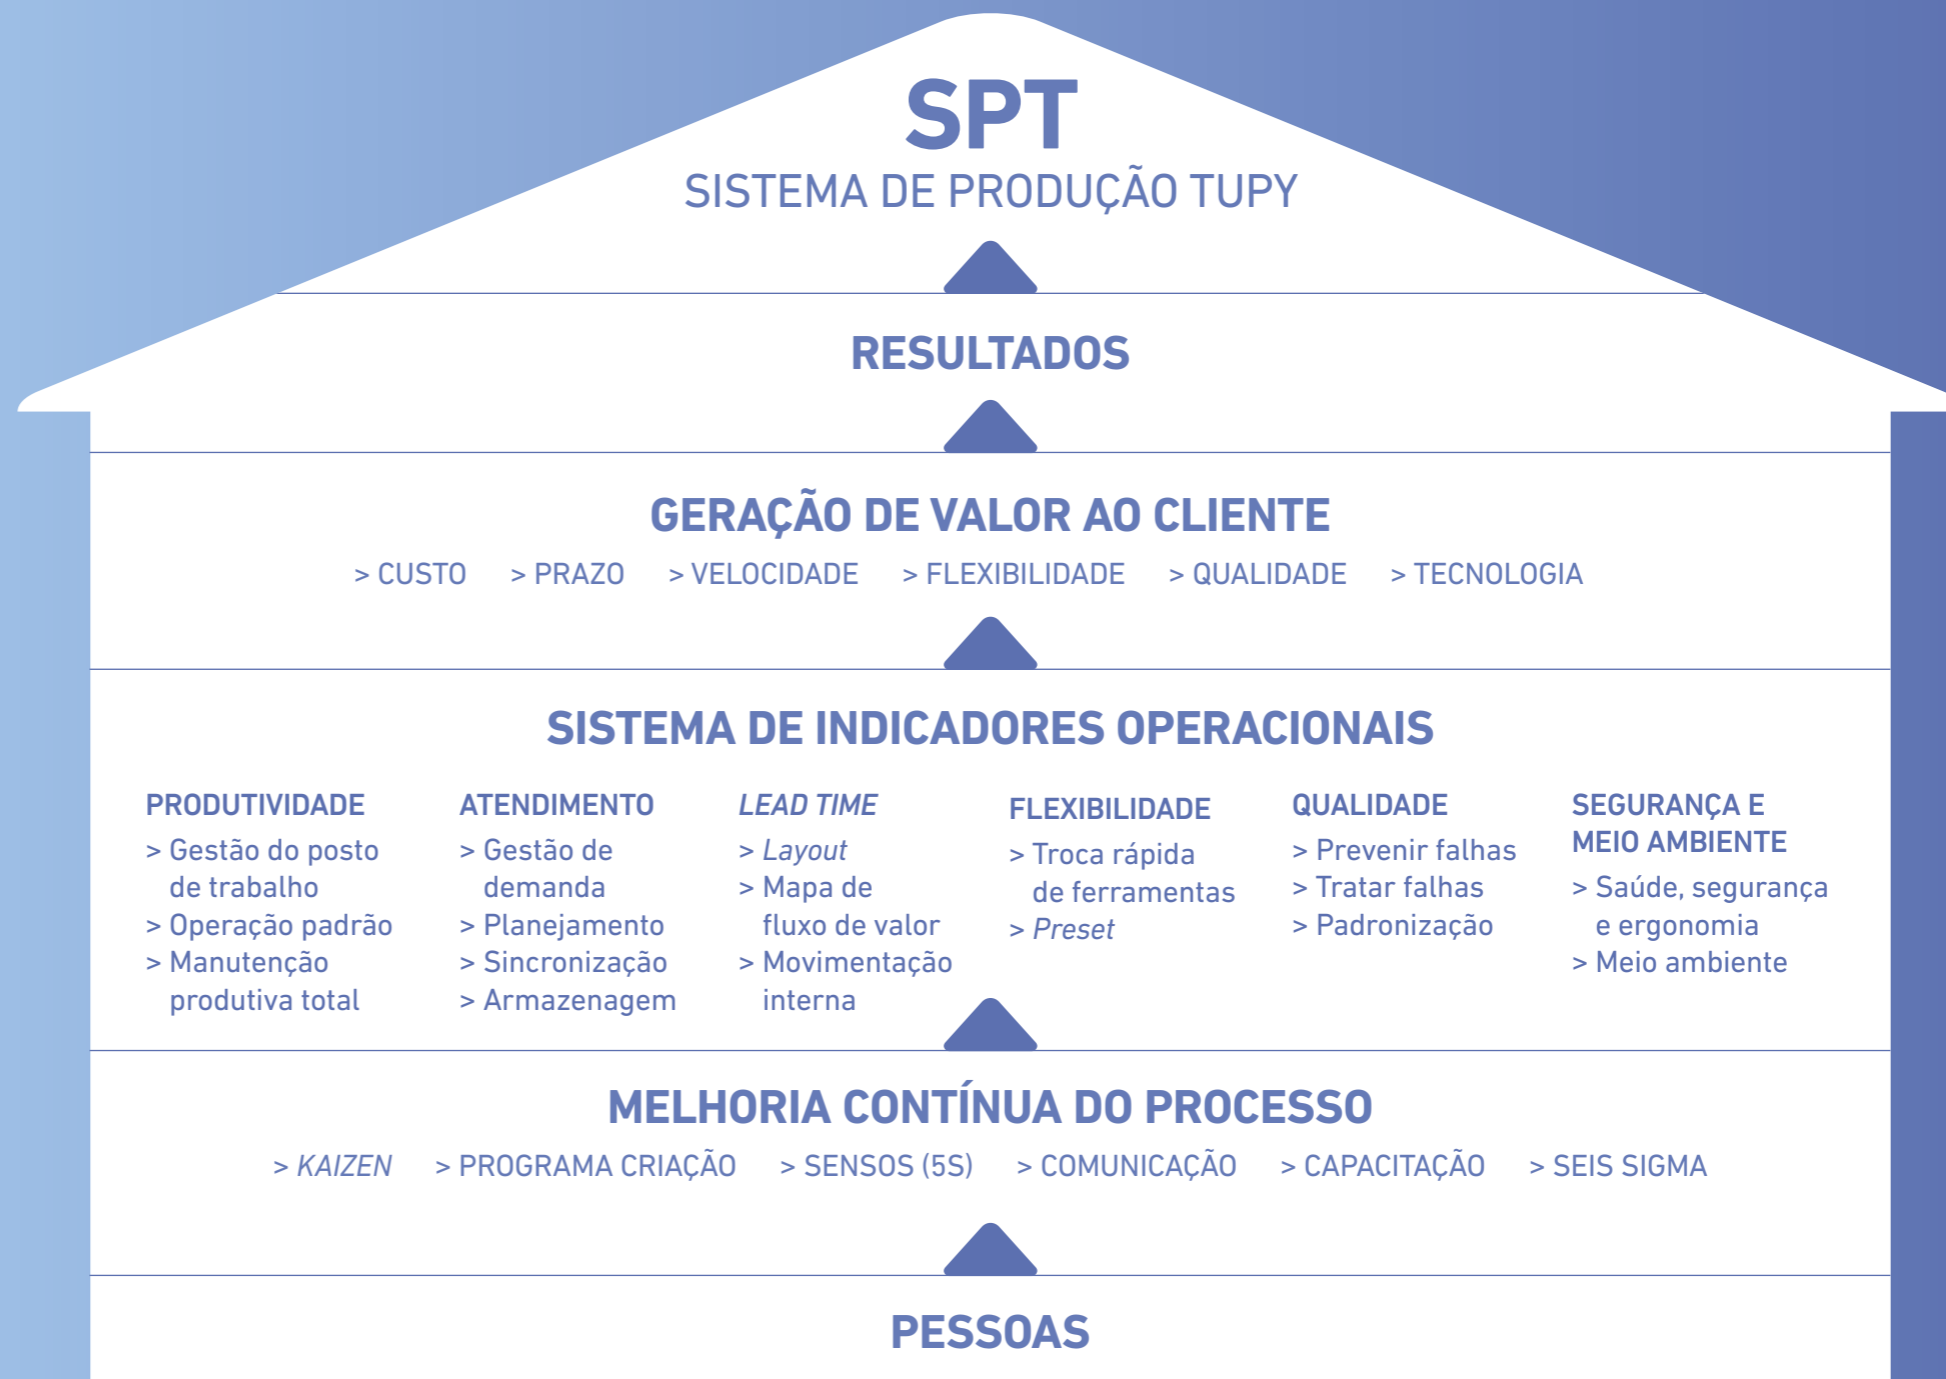 SPT
SISTEMA DE PRODUÇÃO TUPY
RESULTADOS
GERAÇÃO DE VALOR AO CLIENTE
> CUSTO > PRAZO > VELOCIDADE > FLEXIBILIDADE > QUALIDADE > TECNOLOGIA
SISTEMA DE INDICADORES OPERACIONAIS
PRODUTIVIDADE
> Gestão do posto
de trabalho
> Operação padrão
> Manutenção
produtiva total
ATENDIMENTO
> Gestão de
demanda
> Planejamento
> Sincronização
> Armazenagem
LEAD TIME
> Layout
> Mapa de
fluxo de valor
> Movimentação
interna
FLEXIBILIDADE
> Troca rápida
de ferramentas
> Preset
QUALIDADE
> Prevenir falhas
> Tratar falhas
> Padronização
SEGURANÇA E
MEIO AMBIENTE
> Saúde, segurança
e ergonomia
> Meio ambiente
MELHORIA CONTÍNUA DO PROCESSO
> KAIZEN > PROGRAMA CRIAÇÃO > SENSOS (5S) > COMUNICAÇÃO > CAPACITAÇÃO > SEIS SIGMA
PESSOAS